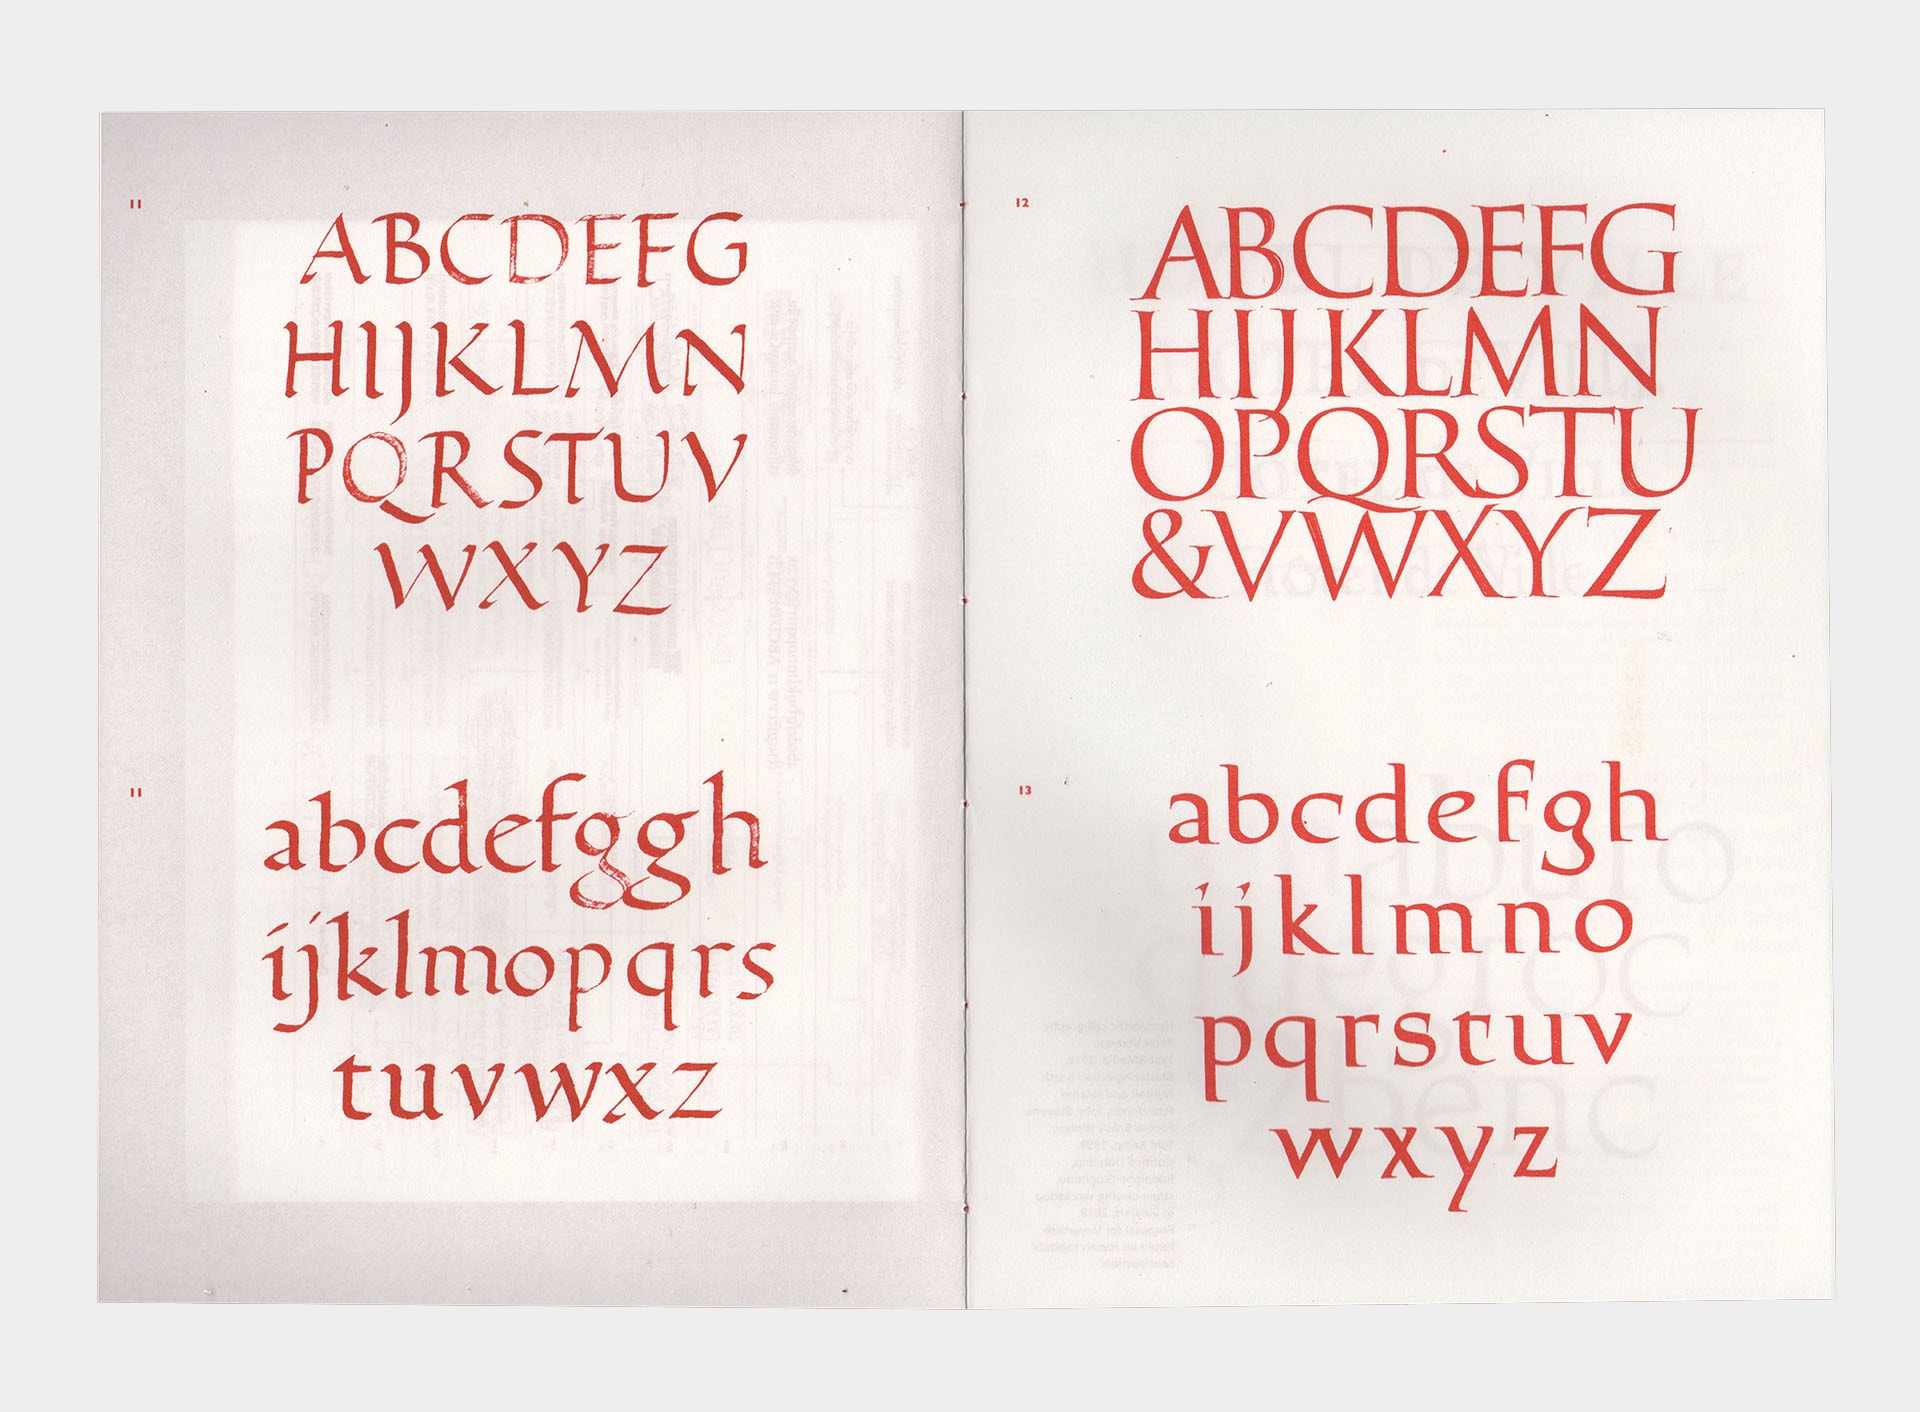 11
ABCDEFG
HIJKLMN
PQRSTUV
WXYZ
11
abcdefggh
ijklmopqrs
tuvwxz
12
ABCDEFG
HIJKLMN
OPQRSTU
&VWXYZ
13
abcdefgh
ijklmno
pqrstuv
wxyz